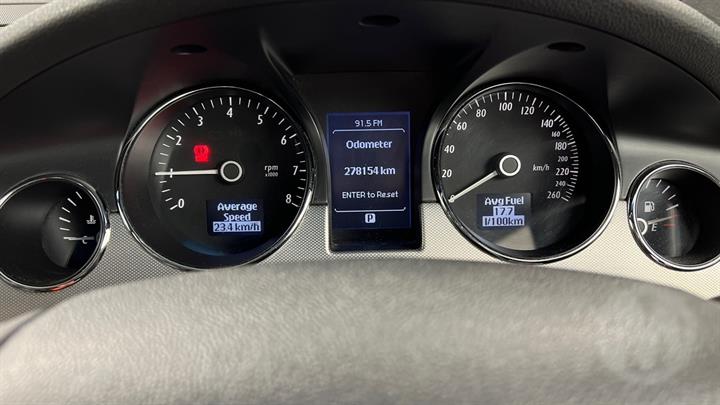 0
1
2
3
4
5
6
7
8
rpm
x1000
Average
Speed
23.4 km/h
91.5 FM
Odometer
278154 km
ENTER to Reset
P
20
40
60
80
100
120
140
160
180
200
220
240
260
km/h
Avg Fuel
17.7
l/100km
E